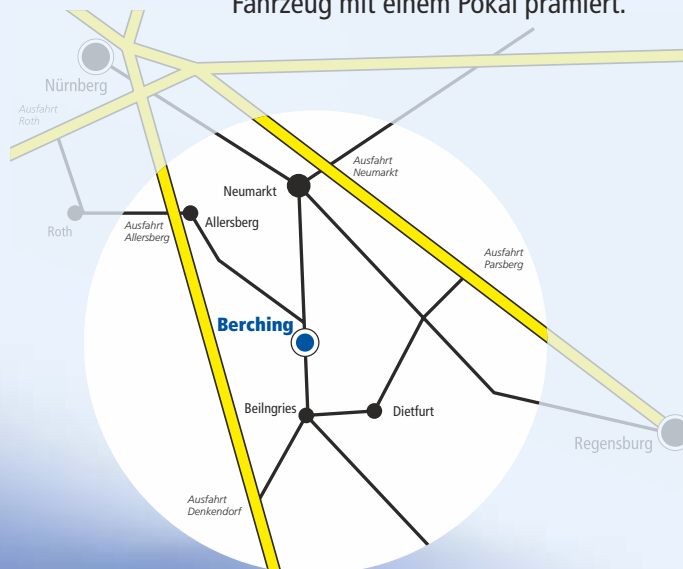 Fahrzeug mit einem Pokal prämiert.
Nürnberg
Ausfahrt
Roth
Ausfahrt
Neumarkt
Neumarkt
Allersberg
Ausfahrt
Allersberg
Roth
Ausfahrt
Parsberg
Berching
Beilngries
Dietfurt
Regensburg
Ausfahrt
Denkendorf